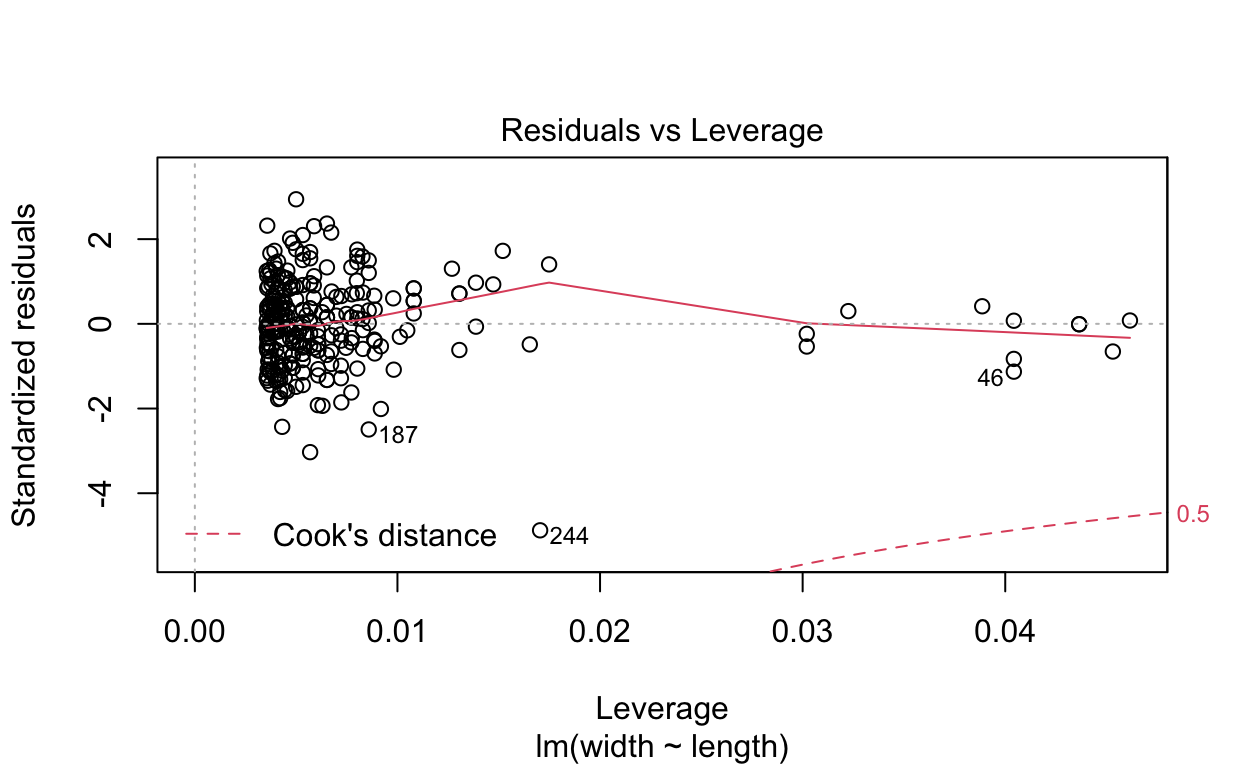 Residuals vs Leverage
Standardized residuals
2
0
-2
-4
46
187
244
Cook's distance
0.5
0.00 0.01 0.02 0.03 0.04
Leverage
lm(width ~ length)